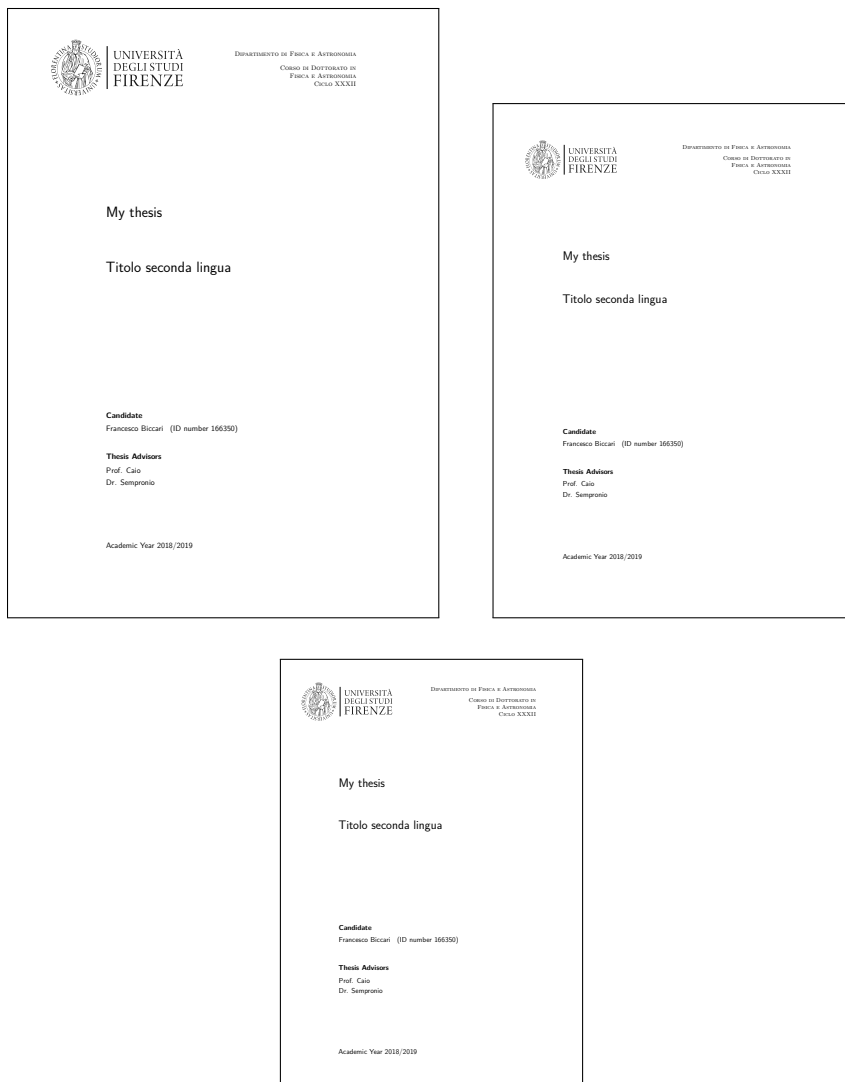 UNIVERSITÀ
DEGLI STUDI
FIRENZE
Dipartimento di Fisica e Astronomia
Corso di Dottorato in
Fisica e Astronomia
Ciclo XXXII
My thesis
Titolo seconda lingua
Candidate
Francesco Biccari (ID number 166350)
Thesis Advisors
Prof. Caio
Dr. Sempronio
Academic Year 2018/2019
UNIVERSITÀ
DEGLI STUDI
FIRENZE
Dipartimento di Fisica e Astronomia
Corso di Dottorato in
Fisica e Astronomia
Ciclo XXXII
My thesis
Titolo seconda lingua
Candidate
Francesco Biccari (ID number 166350)
Thesis Advisors
Prof. Caio
Dr. Sempronio
Academic Year 2018/2019
UNIVERSITÀ
DEGLI STUDI
FIRENZE
Dipartimento di Fisica e Astronomia
Corso di Dottorato in
Fisica e Astronomia
Ciclo XXXII
My thesis
Titolo seconda lingua
Candidate
Francesco Biccari (ID number 166350)
Thesis Advisors
Prof. Caio
Dr. Sempronio
Academic Year 2018/2019